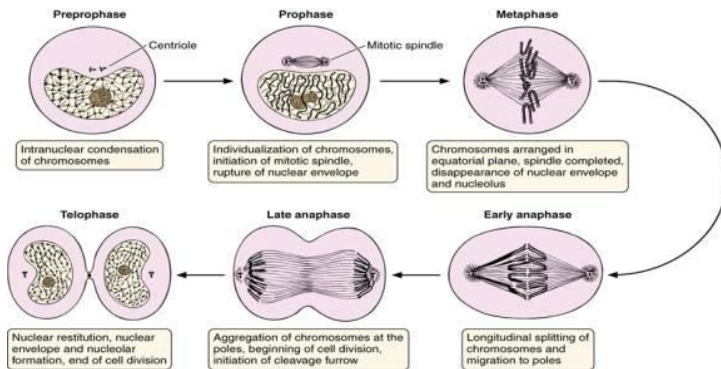 Preprophase
Centriole
Intranuclear condensation
of chromosomes
Prophase
Mitotic spindle
Individualization of chromosomes,
initiation of mitotic spindle,
rupture of nuclear envelope
Metaphase
Chromosomes arranged in
equatorial plane, spindle completed,
disappearance of nuclear envelope
and nucleolus
Telophase
Nuclear restitution, nuclear
envelope and nucleolar
formation, end of cell division
Late anaphase
Aggregation of chromosomes at the
poles, beginning of cell division,
initiation of cleavage furrow
Early anaphase
Longitudinal splitting of
chromosomes and
migration to poles